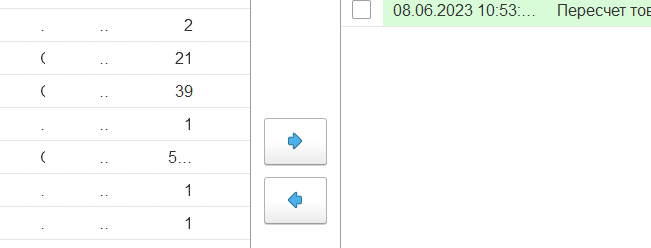 08.06.2023 10:53:... Пересчет тов
. .. 2
.. 21
.. 39
. .. 1
.. 5...
. .. 1
. .. 1